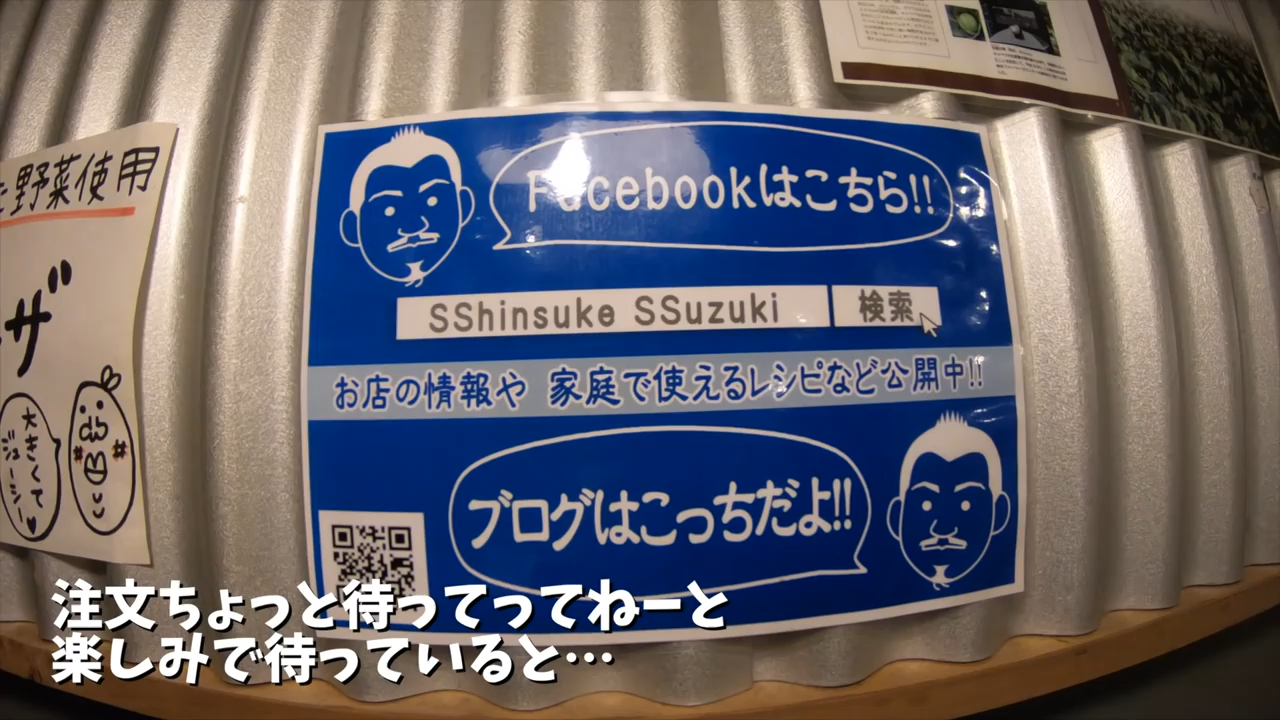 野菜使用
ザ
大きくて
ジューシー♥
Facebookはこちら!!
SShinsuke SSuzuki
検索
お店の情報や 家庭で使えるレシピなど公開中!!
ブログはこっちだよ!!
注文ちょっと待ってってねーと
楽しみで待っていると…